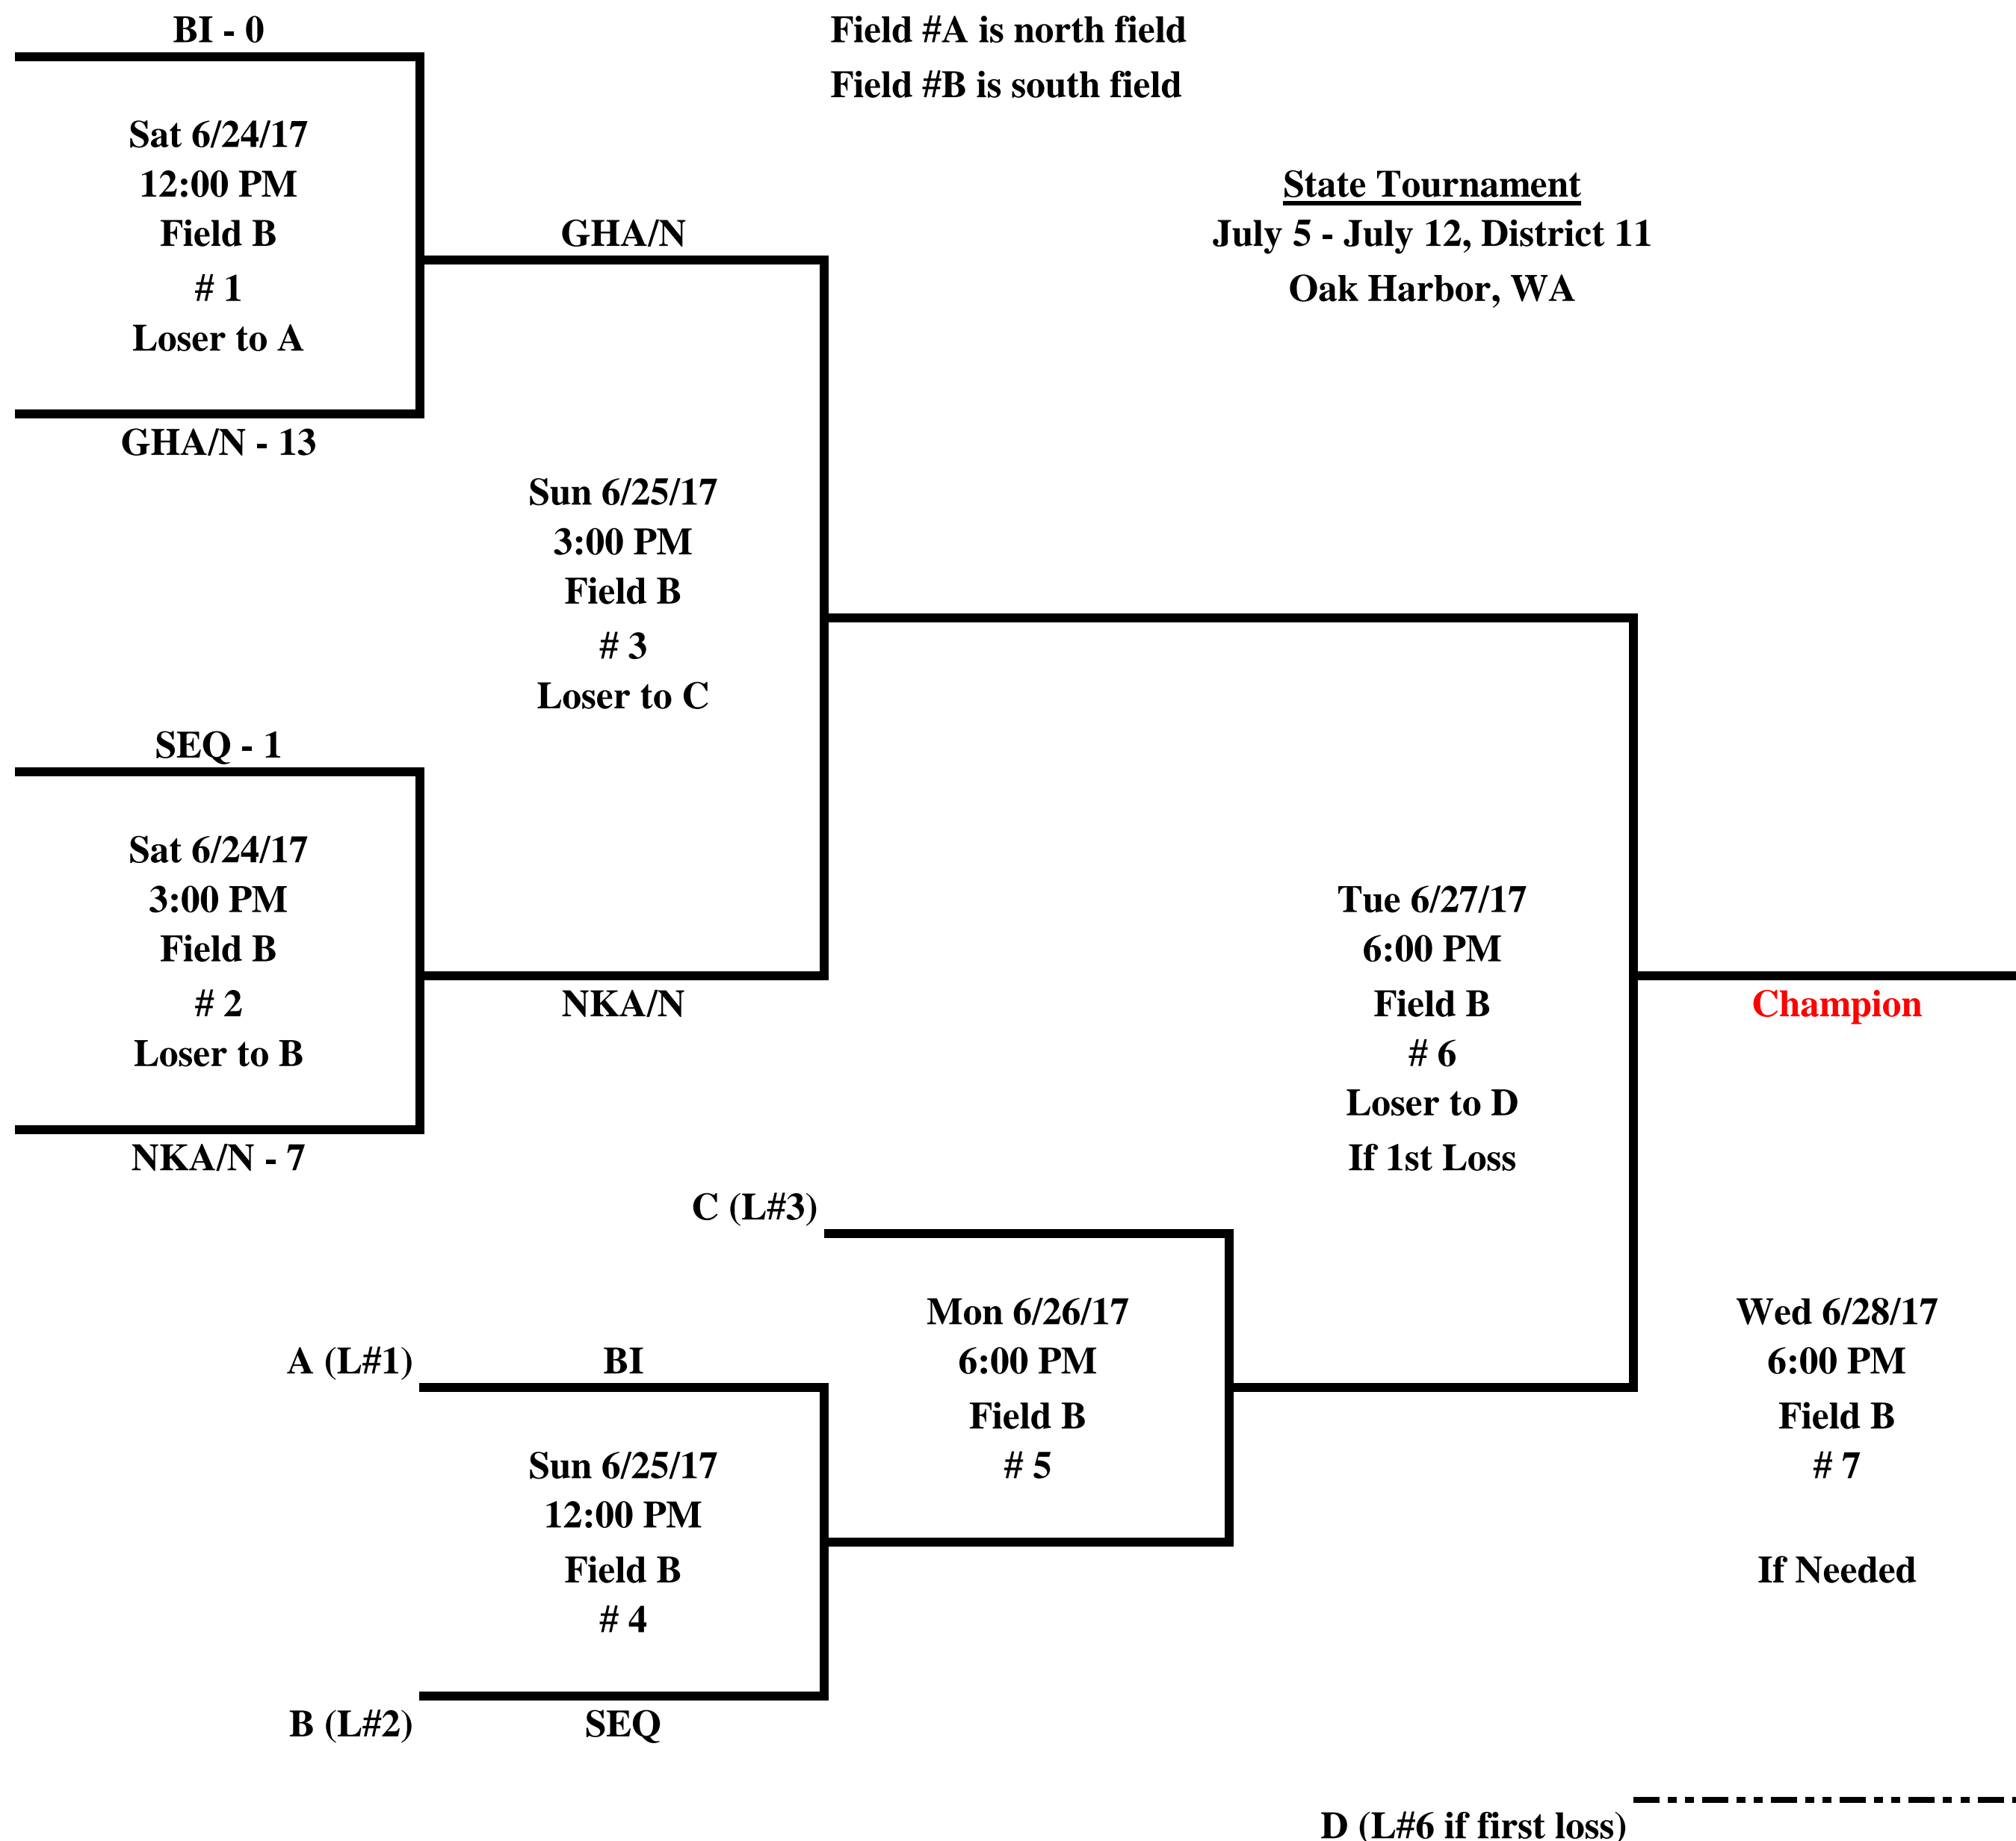 BI - 0
Field #A is north field
Field #B is south field
Sat 6/24/17
12:00 PM
Field B
# 1
Loser to A
State Tournament
July 5 - July 12, District 11
Oak Harbor, WA
GHA/N
GHA/N - 13
Sun 6/25/17
3:00 PM
Field B
# 3
Loser to C
SEQ - 1
Sat 6/24/17
3:00 PM
Field B
# 2
Loser to B
NKA/N
NKA/N - 7
Tue 6/27/17
6:00 PM
Field B
# 6
Loser to D
If 1st Loss
Champion
C (L#3)
Mon 6/26/17
6:00 PM
Field B
# 5
Wed 6/28/17
6:00 PM
Field B
# 7
If Needed
A (L#1)
BI
Sun 6/25/17
12:00 PM
Field B
# 4
B (L#2)
SEQ
D (L#6 if first loss)